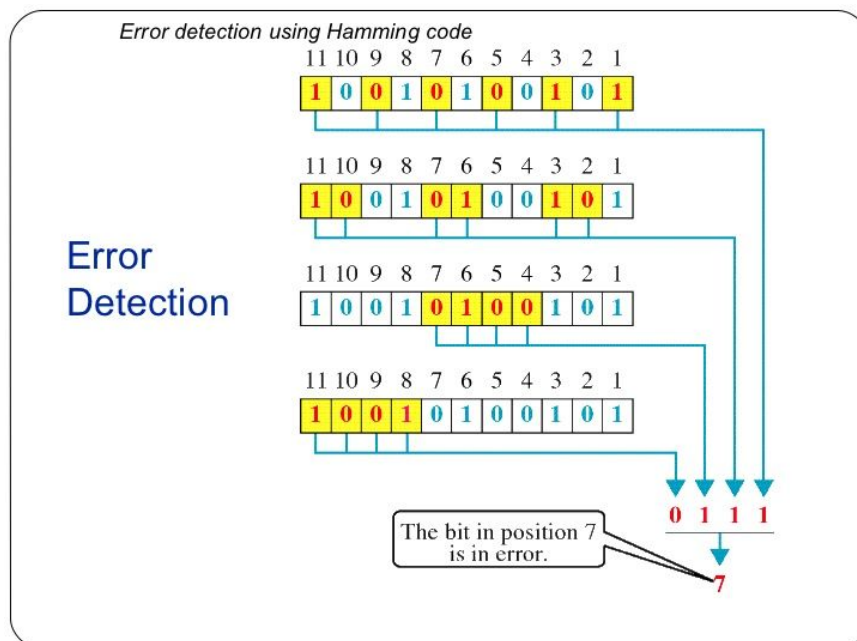 Error detection using Hamming code
11 10 9 8 7 6 5 4 3 2 1
1 0 0 1 0 1 0 0 1 0 1
11 10 9 8 7 6 5 4 3 2 1
1 0 0 1 0 1 0 0 1 0 1
Error
Detection
11 10 9 8 7 6 5 4 3 2 1
1 0 0 1 0 1 0 0 1 0 1
11 10 9 8 7 6 5 4 3 2 1
1 0 0 1 0 1 0 0 1 0 1
0 1 1 1
The bit in position 7
is in error.
7